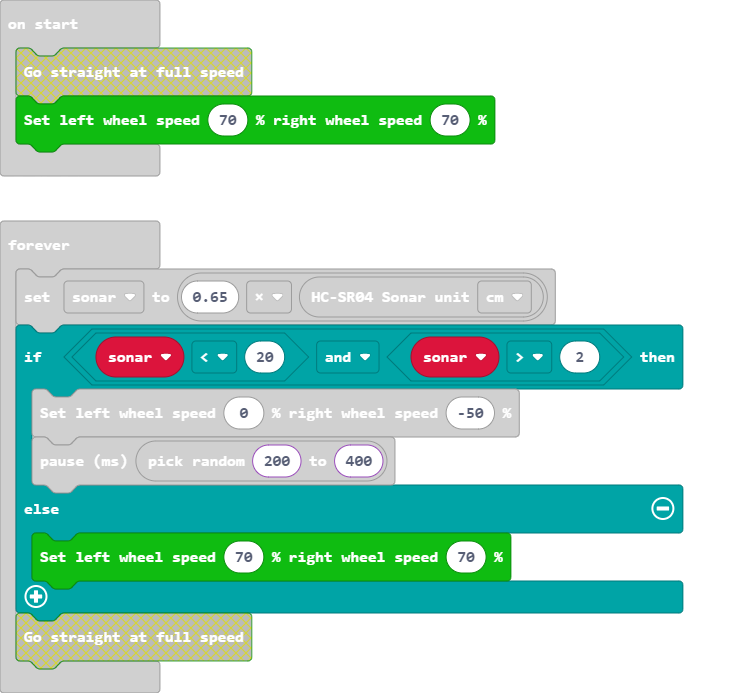 on start
Go straight at full speed
Set left wheel speed 70 % right wheel speed 70 %
forever
set sonar to 0.65 × HC-SR04 Sonar unit cm
if sonar < 20 and sonar > 2 then
Set left wheel speed 0 % right wheel speed -50 %
pause (ms) pick random 200 to 400
else
Set left wheel speed 70 % right wheel speed 70 %
Go straight at full speed